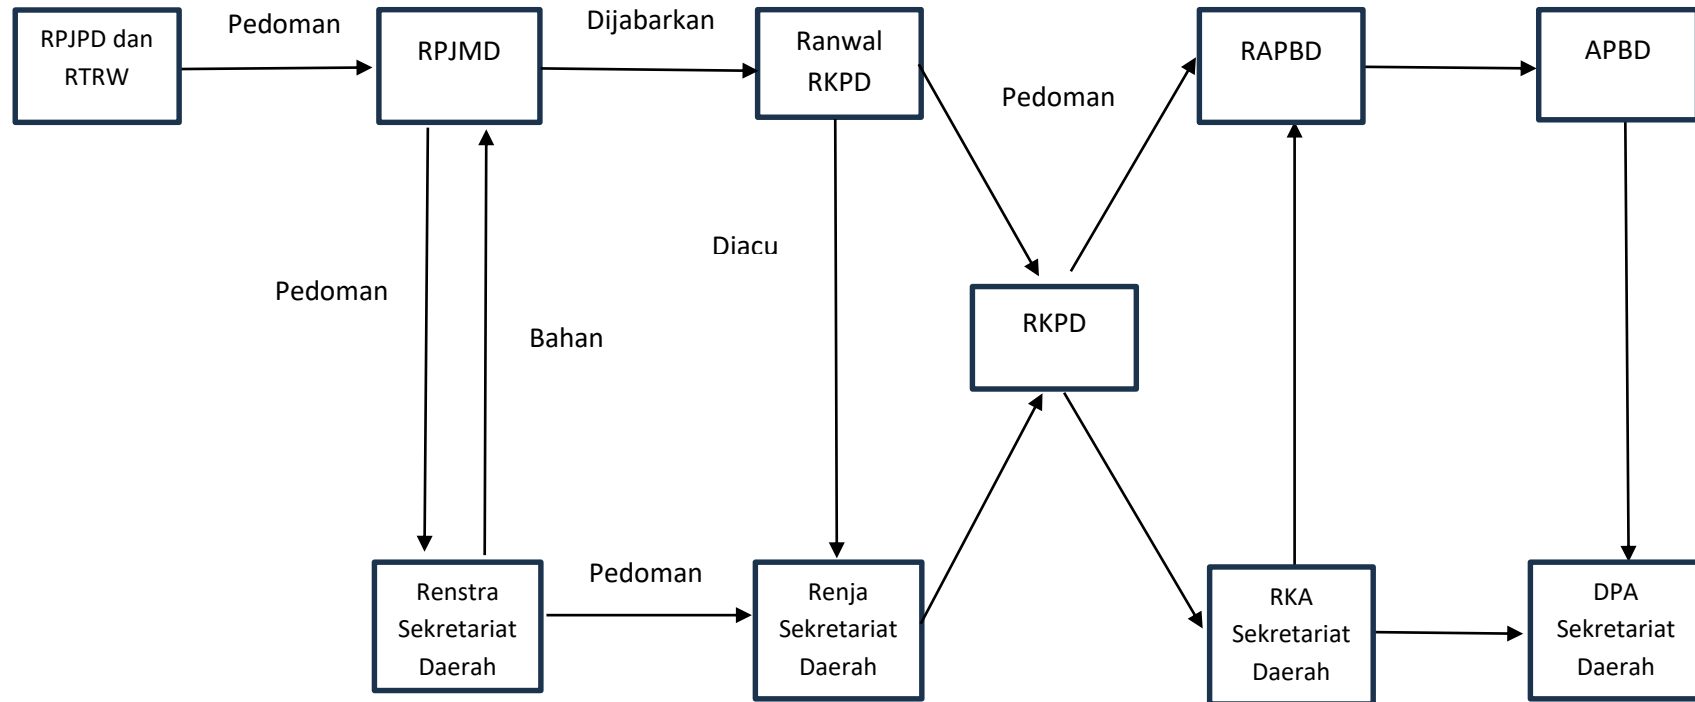 RPJPD dan
RTRW
Pedoman
RPJMD
Dijabarkan
Ranwal
RKPD
Pedoman
RAPBD
APBD
Pedoman
Bahan
Diacu
RKPD
Renstra
Sekretariat
Daerah
Pedoman
Renja
Sekretariat
Daerah
RKA
Sekretariat
Daerah
DPA
Sekretariat
Daerah